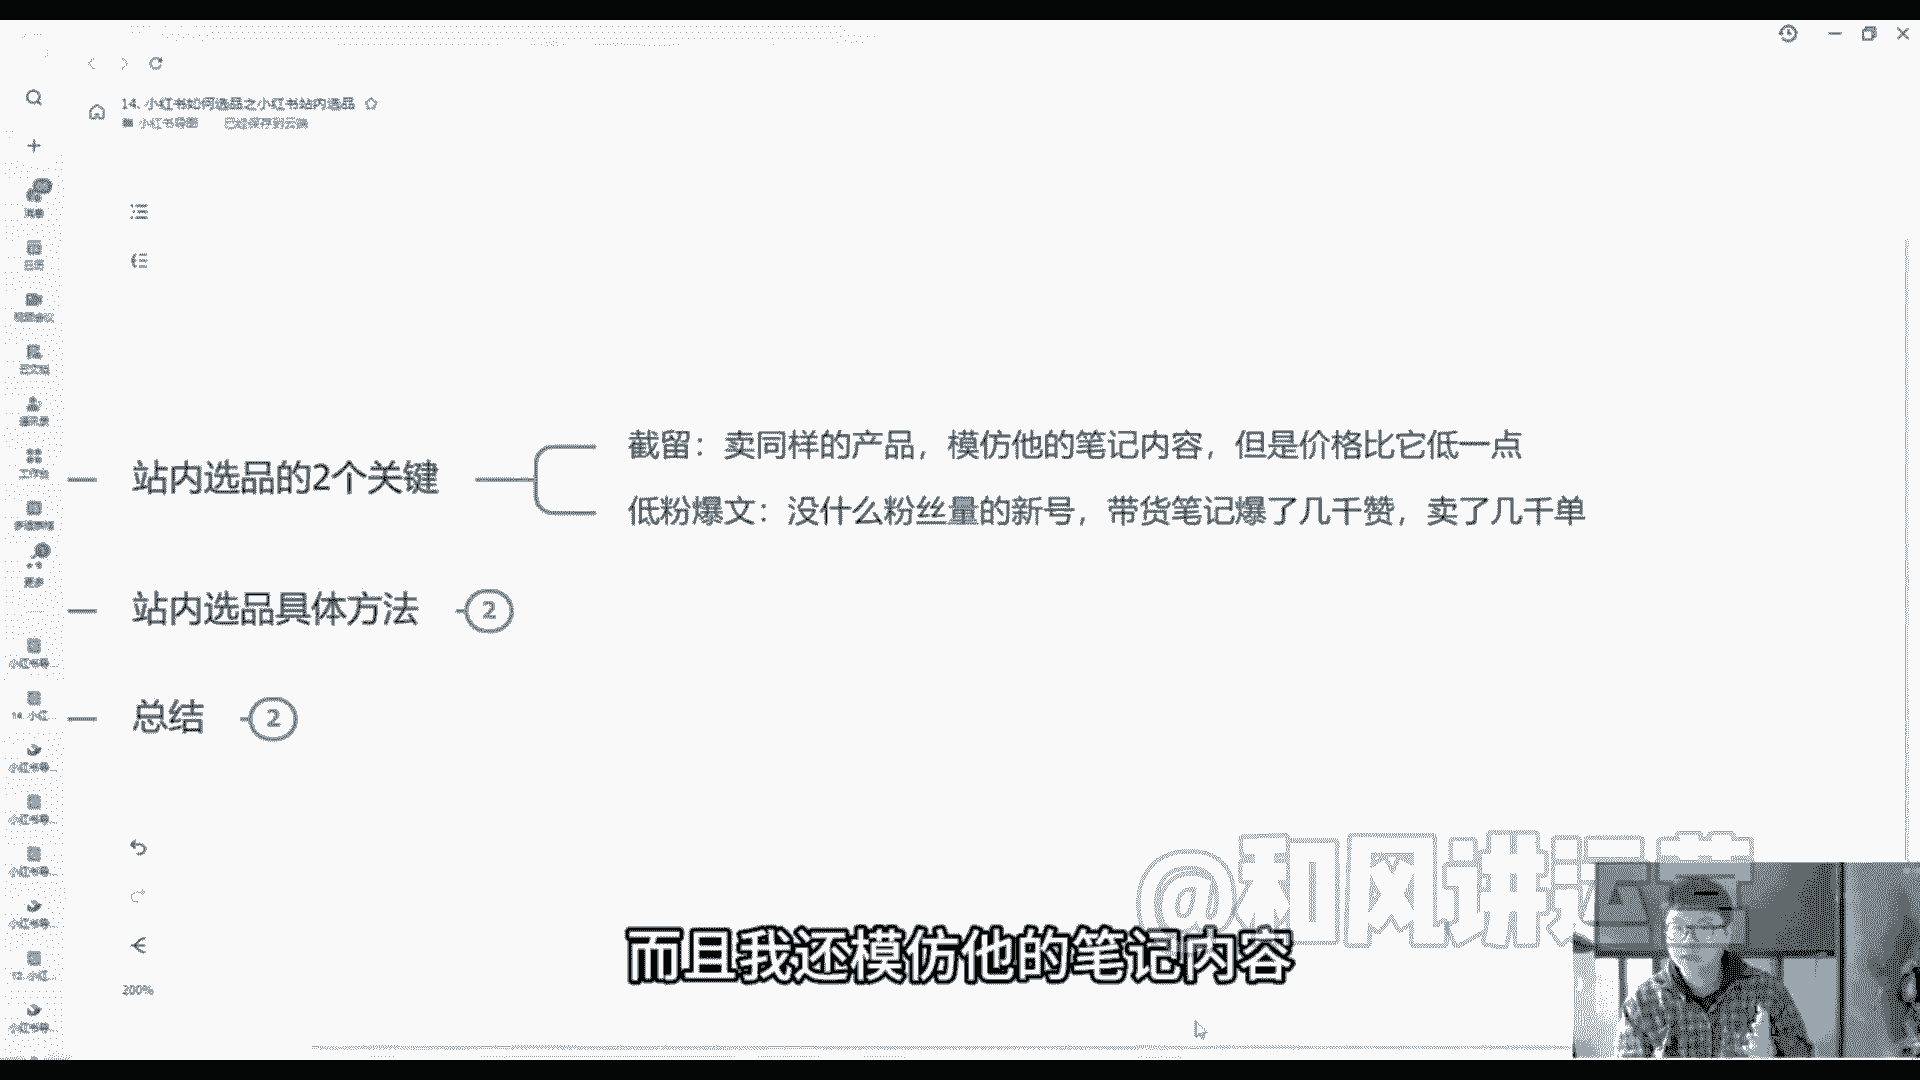 14. 小红书如何选品之小红书站内选品
小红书导图 已经保存到云端
站内选品的2个关键
截留：卖同样的产品，模仿他的笔记内容，但是价格比它低一点
低粉爆文：没什么粉丝量的新号，带货笔记爆了几千赞，卖了几千单
站内选品具体方法
2
总结
2
工作台
更多
200%
@和风讲运营
而且我还模仿他的笔记内容